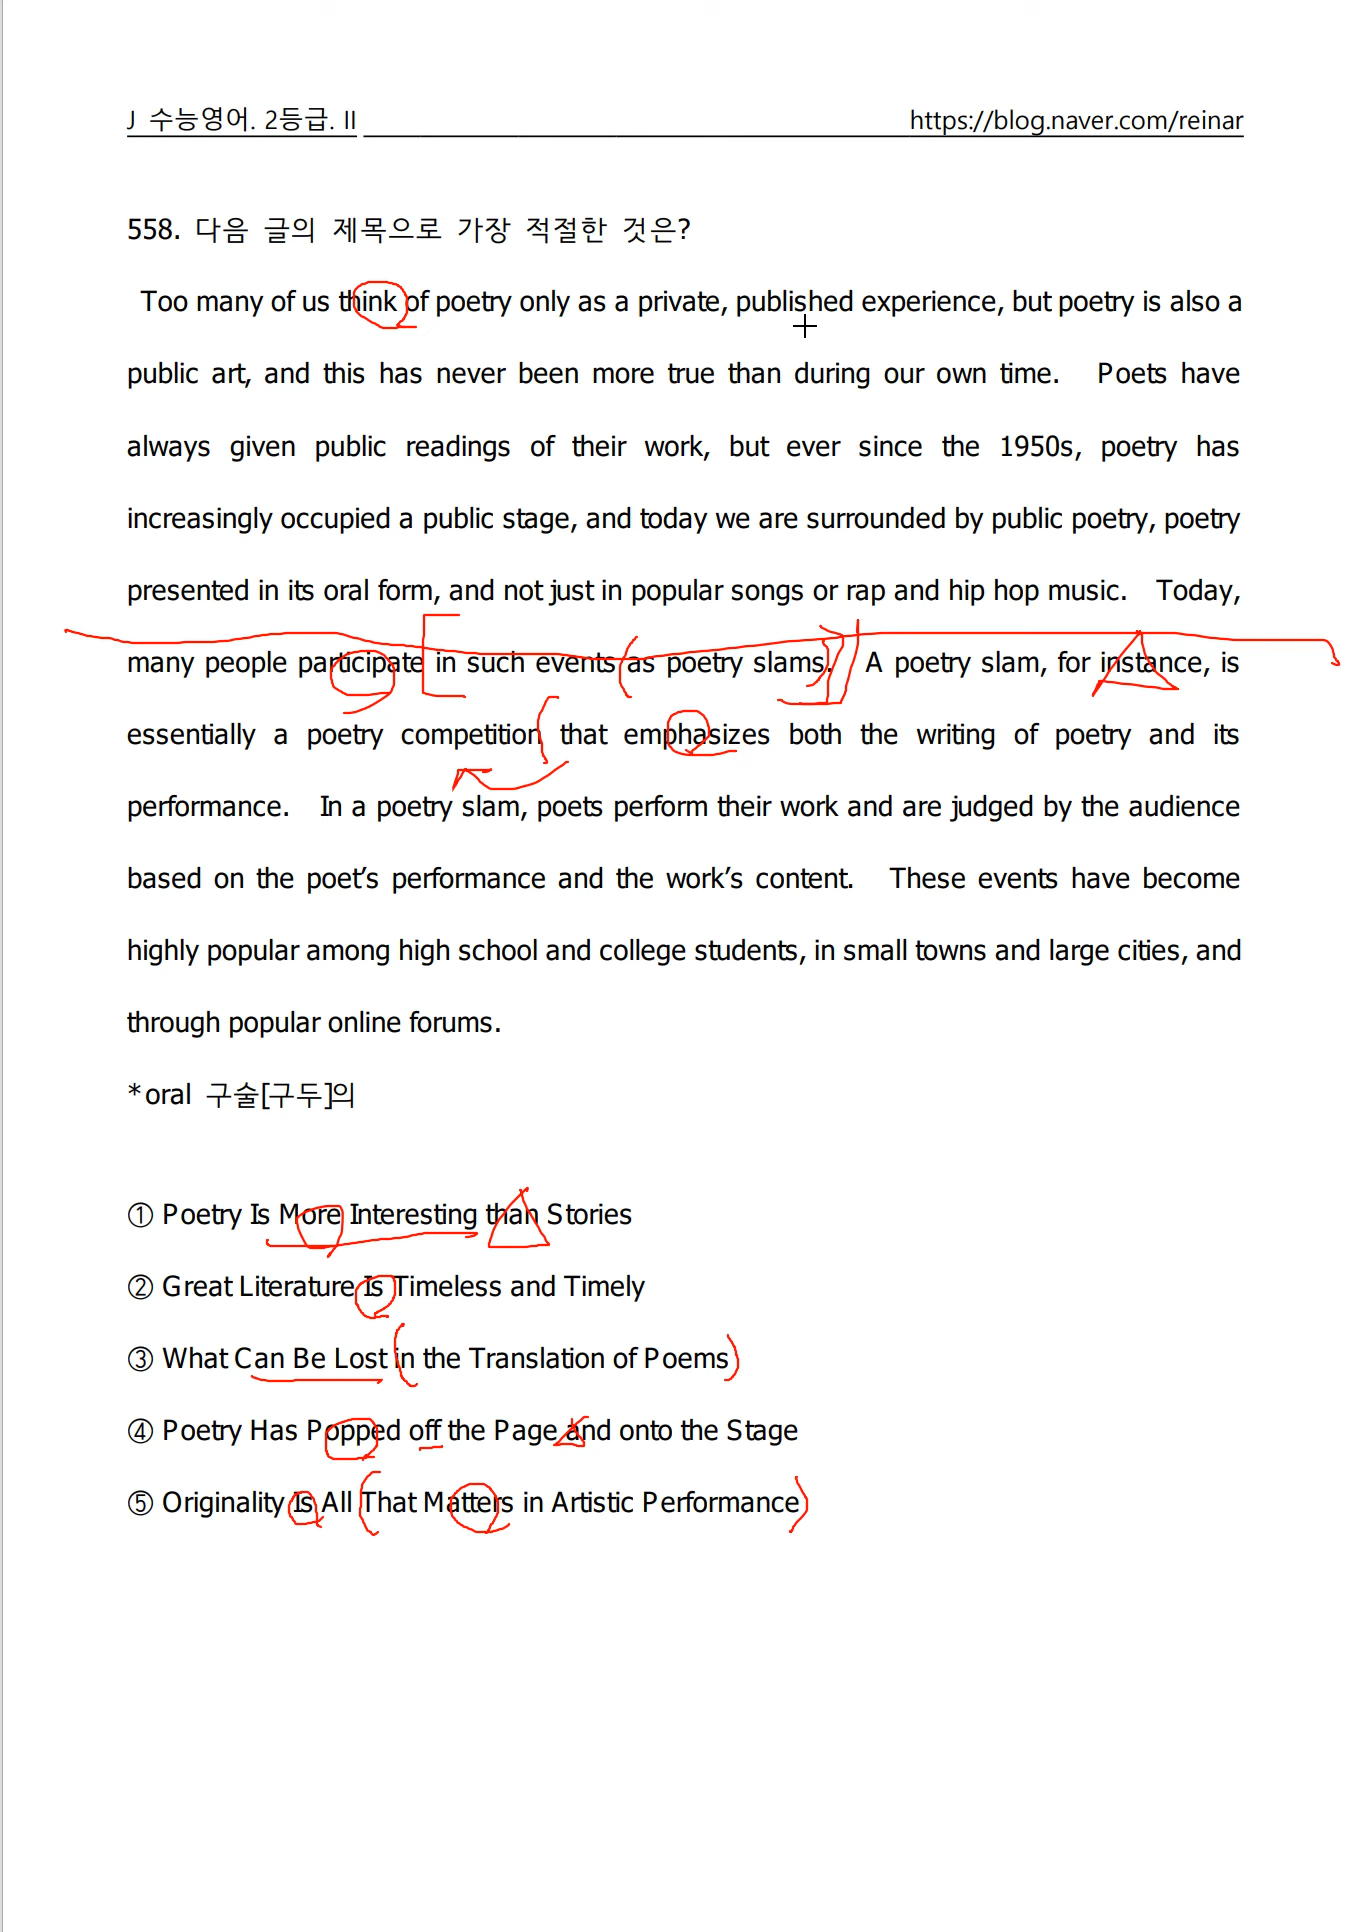 J 수능영어. 2등급. II https://blog.naver.com/reinar
558. 다음 글의 제목으로 가장 적절한 것은?
Too many of us think of poetry only as a private, published experience, but poetry is also a
public art, and this has never been more true than during our own time. Poets have
always given public readings of their work, but ever since the 1950s, poetry has
increasingly occupied a public stage, and today we are surrounded by public poetry, poetry
presented in its oral form, and not just in popular songs or rap and hip hop music. Today,
many people participate in such events as poetry slams. A poetry slam, for instance, is
essentially a poetry competition that emphasizes both the writing of poetry and its
performance. In a poetry slam, poets perform their work and are judged by the audience
based on the poet’s performance and the work’s content. These events have become
highly popular among high school and college students, in small towns and large cities, and
through popular online forums.
*oral 구술[구두]의
① Poetry Is More Interesting than Stories
② Great Literature Is Timeless and Timely
③ What Can Be Lost in the Translation of Poems
④ Poetry Has Popped off the Page and onto the Stage
⑤ Originality Is All That Matters in Artistic Performance